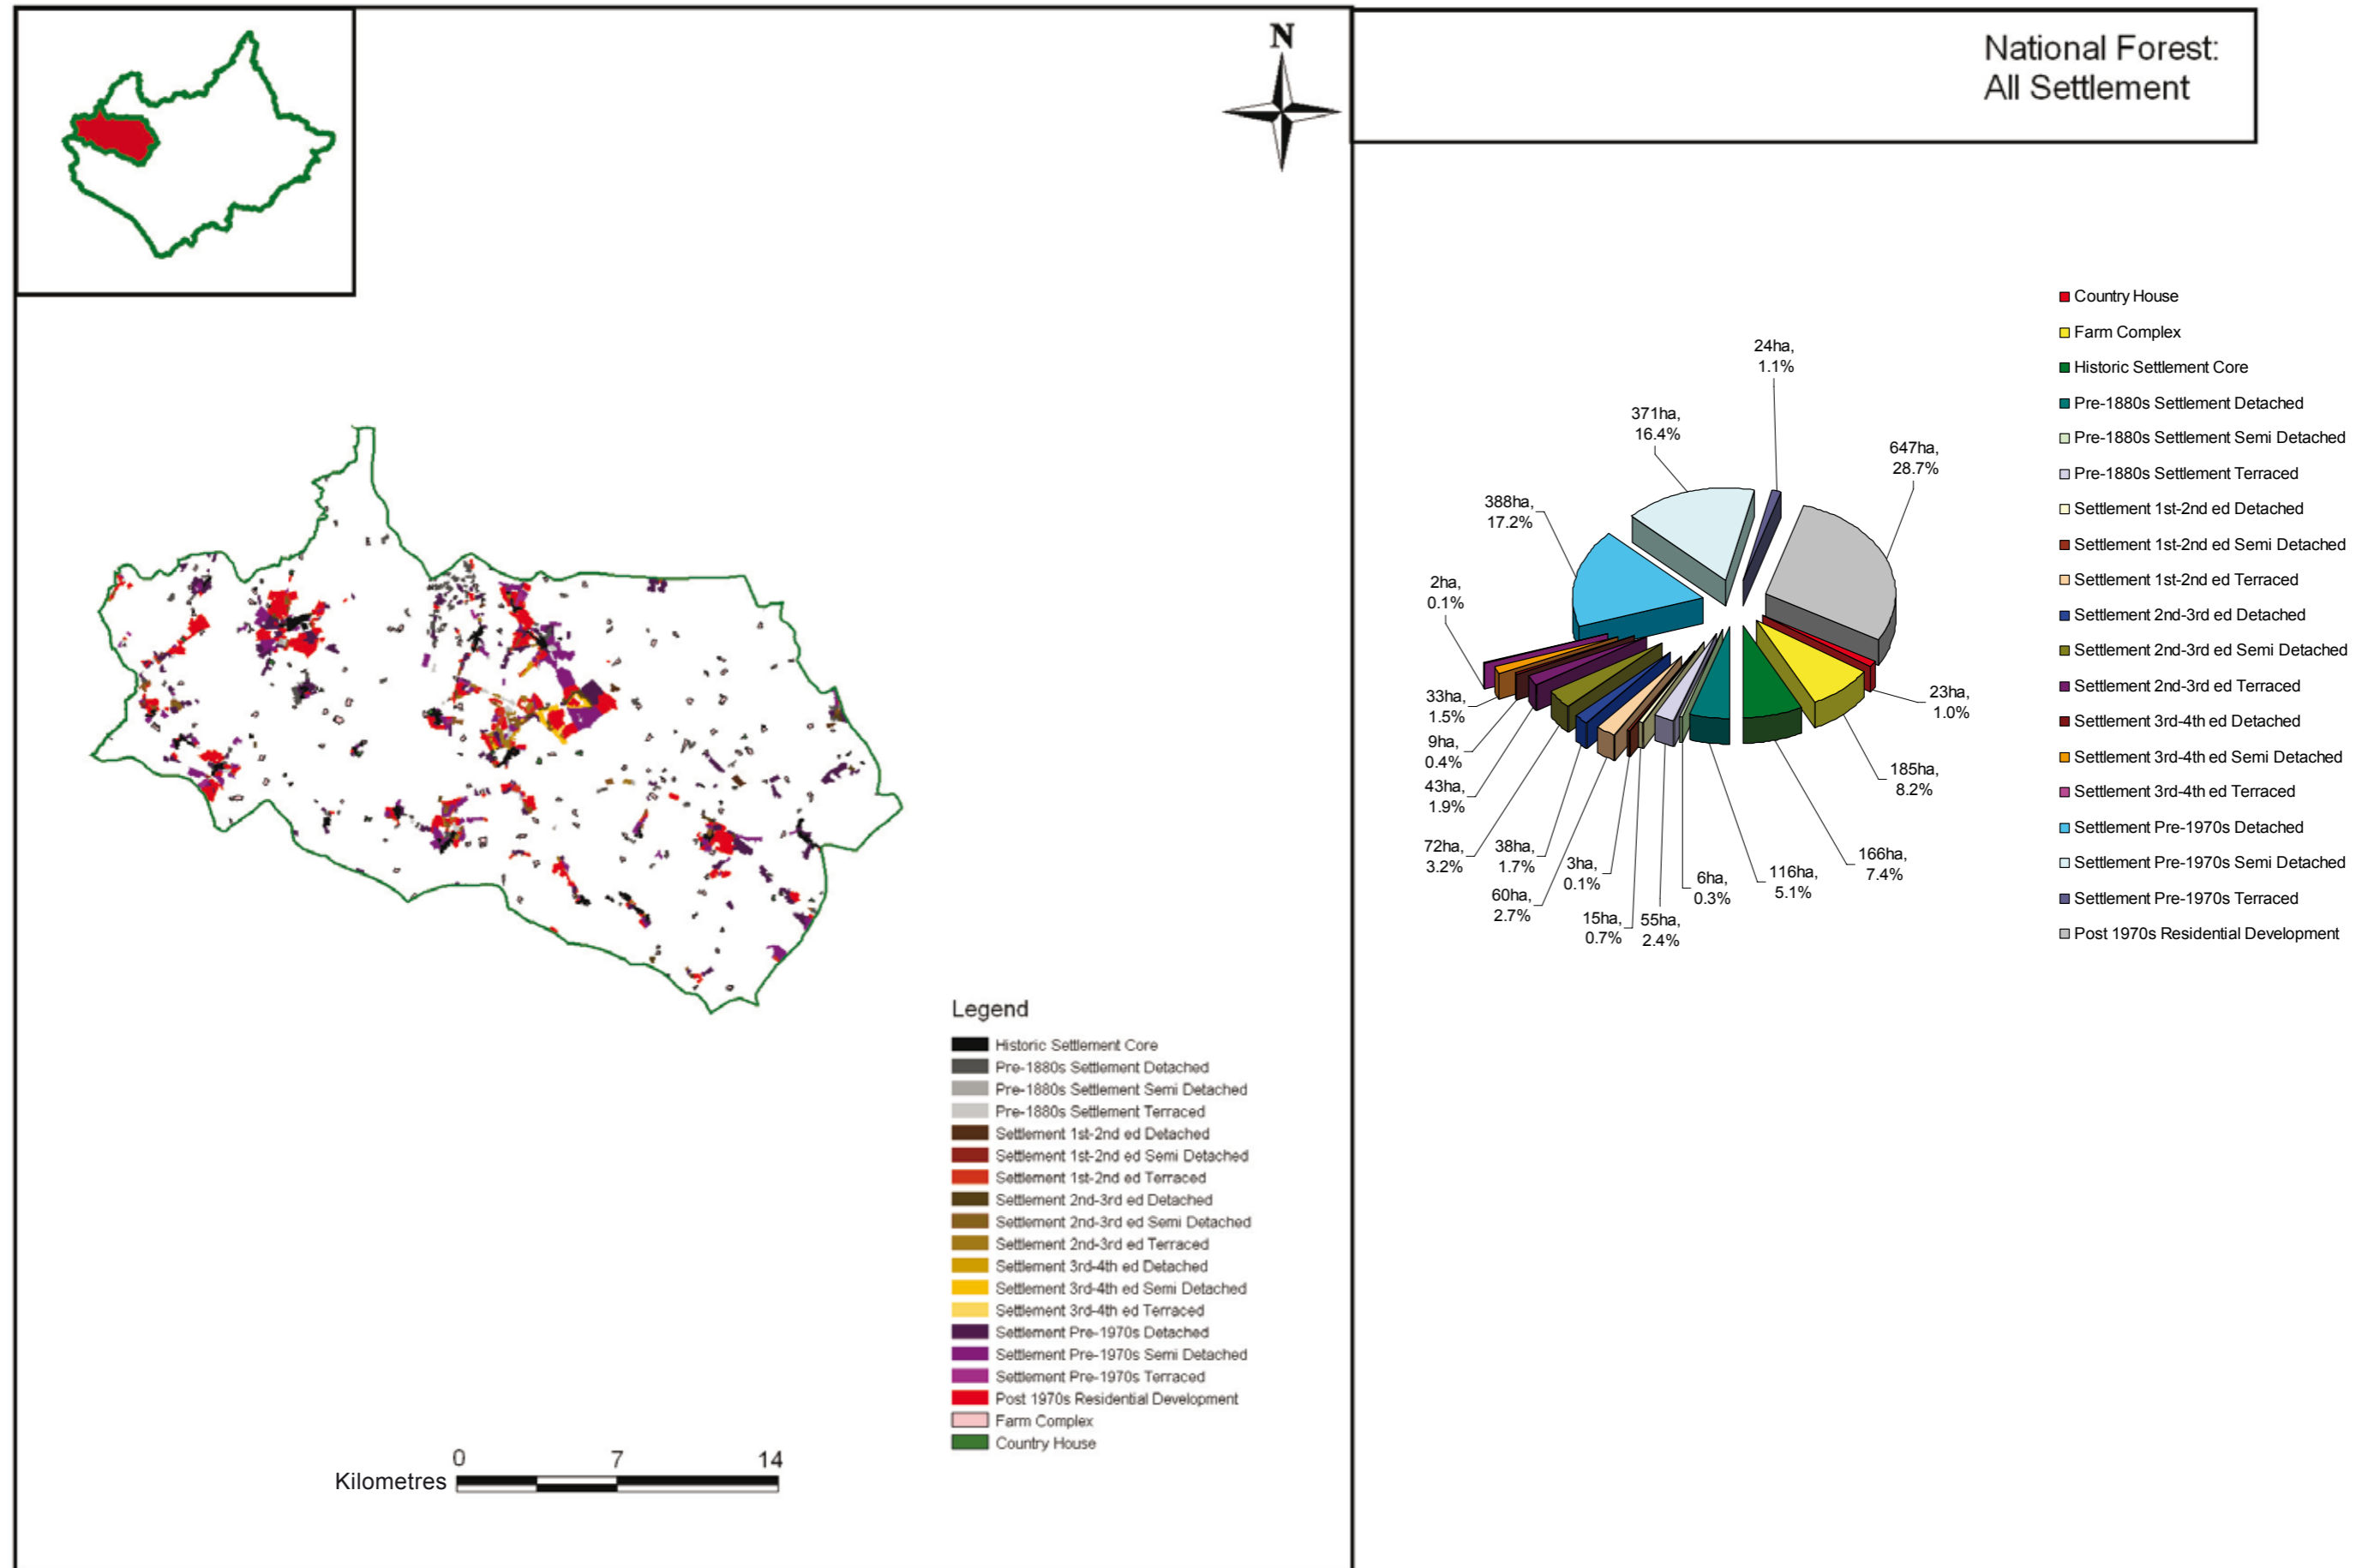 N
National Forest:
All Settlement
24ha,
1.1%
371ha,
16.4%
647ha,
28.7%
388ha,
17.2%
2ha,
0.1%
33ha,
1.5%
9ha,
0.4%
43ha,
1.9%
72ha,
3.2%
38ha,
1.7%
60ha,
2.7%
3ha,
0.1%
15ha,
0.7%
55ha,
2.4%
6ha,
0.3%
116ha,
5.1%
166ha,
7.4%
185ha,
8.2%
23ha,
1.0%
Country House
Farm Complex
Historic Settlement Core
Pre-1880s Settlement Detached
Pre-1880s Settlement Semi Detached
Pre-1880s Settlement Terraced
Settlement 1st-2nd ed Detached
Settlement 1st-2nd ed Semi Detached
Settlement 1st-2nd ed Terraced
Settlement 2nd-3rd ed Detached
Settlement 2nd-3rd ed Semi Detached
Settlement 2nd-3rd ed Terraced
Settlement 3rd-4th ed Detached
Settlement 3rd-4th ed Semi Detached
Settlement 3rd-4th ed Terraced
Settlement Pre-1970s Detached
Settlement Pre-1970s Semi Detached
Settlement Pre-1970s Terraced
Post 1970s Residential Development
Legend
Historic Settlement Core
Pre-1880s Settlement Detached
Pre-1880s Settlement Semi Detached
Pre-1880s Settlement Terraced
Settlement 1st-2nd ed Detached
Settlement 1st-2nd ed Semi Detached
Settlement 1st-2nd ed Terraced
Settlement 2nd-3rd ed Detached
Settlement 2nd-3rd ed Semi Detached
Settlement 2nd-3rd ed Terraced
Settlement 3rd-4th ed Detached
Settlement 3rd-4th ed Semi Detached
Settlement 3rd-4th ed Terraced
Settlement Pre-1970s Detached
Settlement Pre-1970s Semi Detached
Settlement Pre-1970s Terraced
Post 1970s Residential Development
Farm Complex
Country House
0 7 14
Kilometres